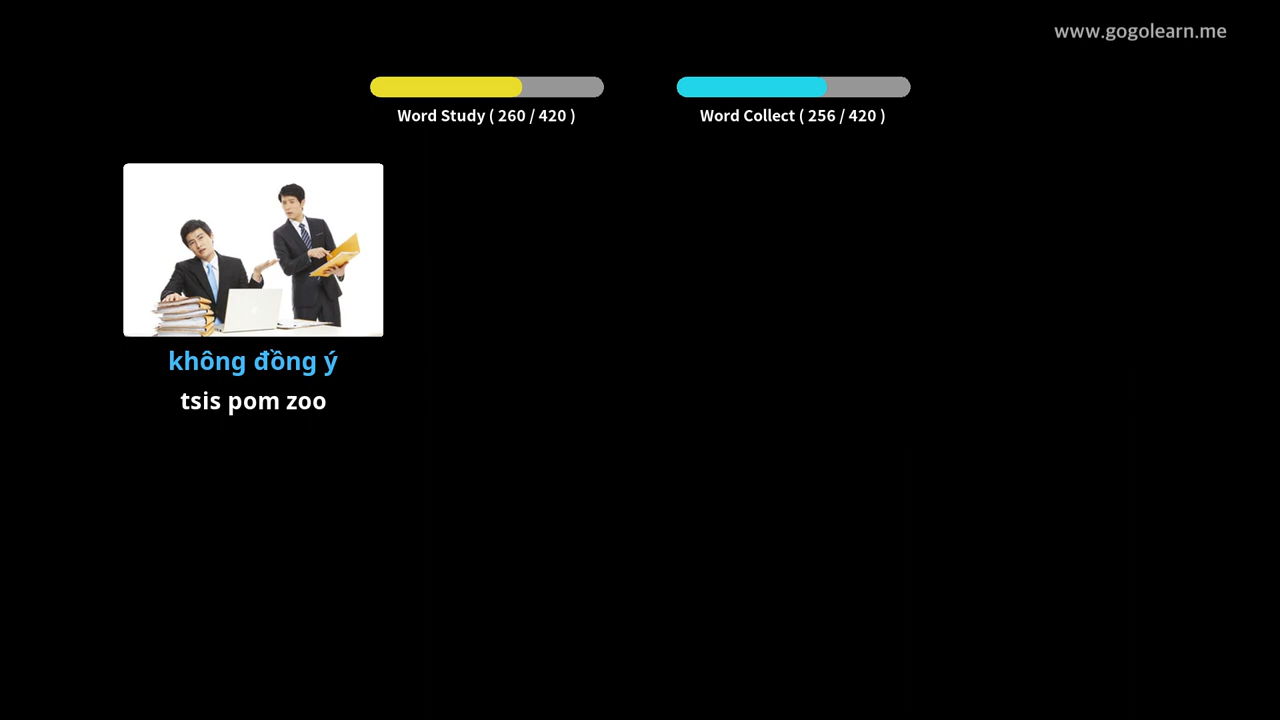 www.gogolearn.me
Word Study ( 260 / 420 )
Word Collect ( 256 / 420 )
không đồng ý
tsis pom zoo